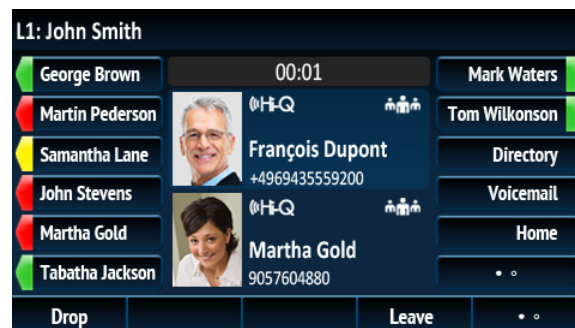 L1: John Smith
George Brown
Martin Pederson
Samantha Lane
John Stevens
Martha Gold
Tabatha Jackson
00:01
Hi-Q
François Dupont
+4969435559200
Hi-Q
Martha Gold
9057604880
Mark Waters
Tom Wilkonson
Directory
Voicemail
Home
Drop
Leave